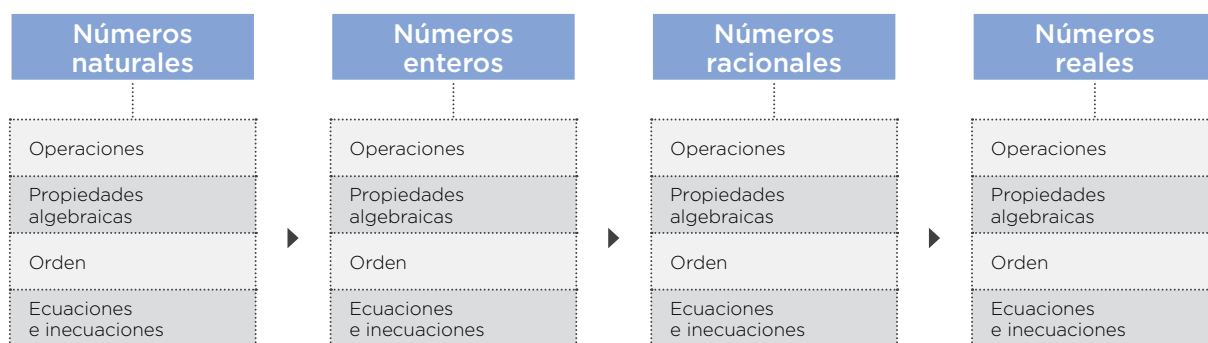 Números
naturales
Operaciones
Propiedades
algebraicas
Orden
Ecuaciones
e inecuaciones
Números
enteros
Operaciones
Propiedades
algebraicas
Orden
Ecuaciones
e inecuaciones
Números
racionales
Operaciones
Propiedades
algebraicas
Orden
Ecuaciones
e inecuaciones
Números
reales
Operaciones
Propiedades
algebraicas
Orden
Ecuaciones
e inecuaciones